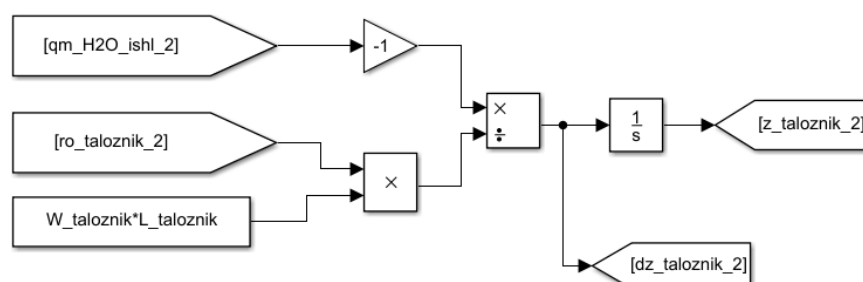 [qm_H2O_ishl_2]
-1
[ro_taloznik_2]
W_taloznik*L_taloznik
×
×
÷
1
s
[z_taloznik_2]
[dz_taloznik_2]